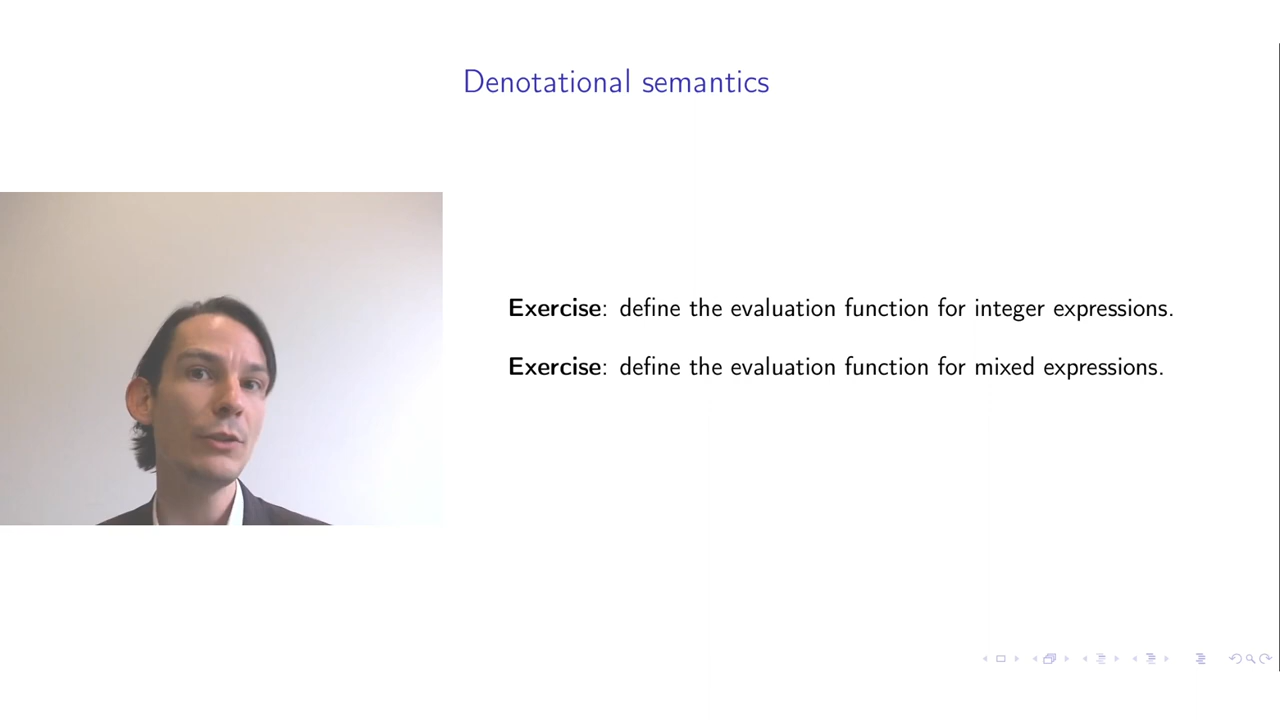 Denotational semantics
Exercise: define the evaluation function for integer expressions.
Exercise: define the evaluation function for mixed expressions.